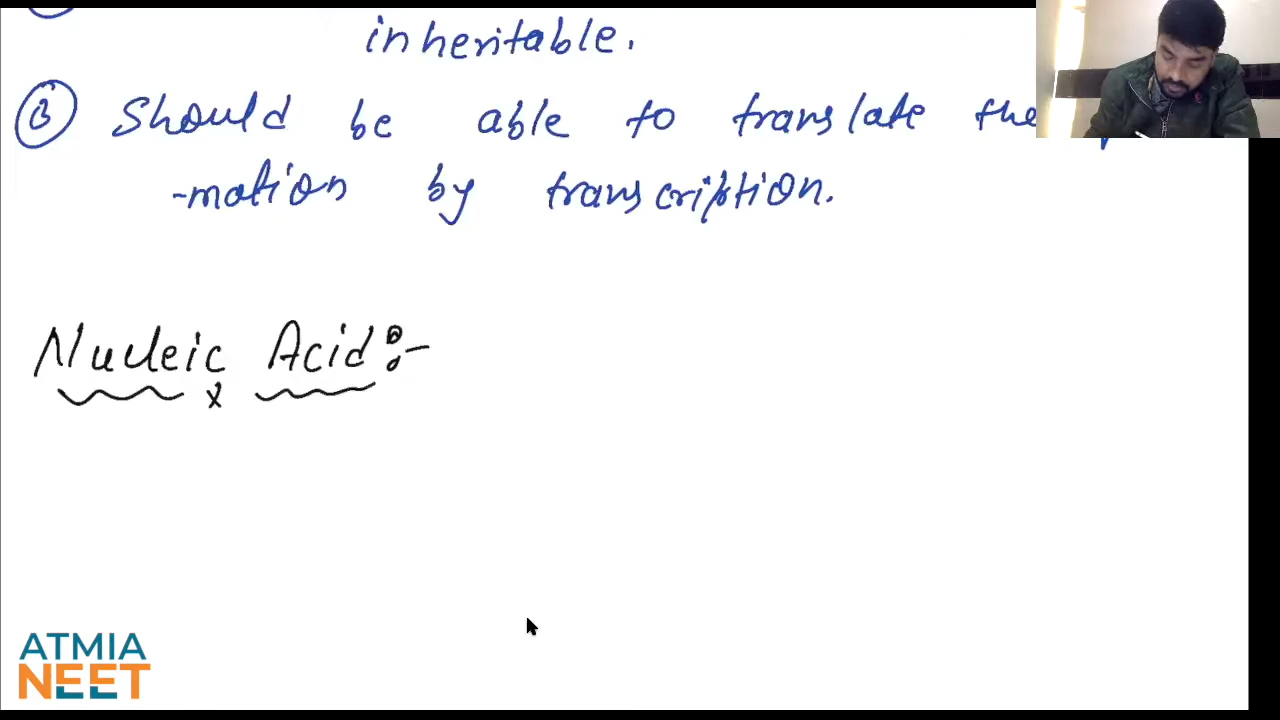 inheritable.
③ Should be able to translate the
-mation by transcription.
Nucleic Acid :-
ATMIA
NEET